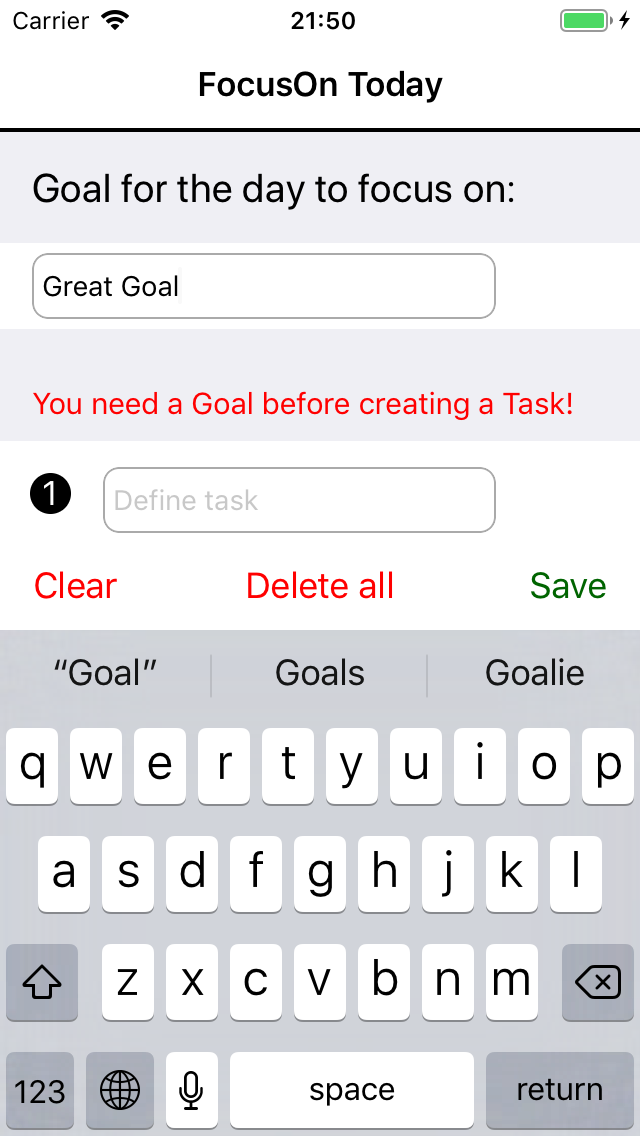 Carrier 21:50
FocusOn Today
Goal for the day to focus on:
Great Goal
You need a Goal before creating a Task!
1 Define task
Clear Delete all Save
“Goal” Goals Goalie
q w e r t y u i o p
a s d f g h j k l
z x c v b n m
123 space return